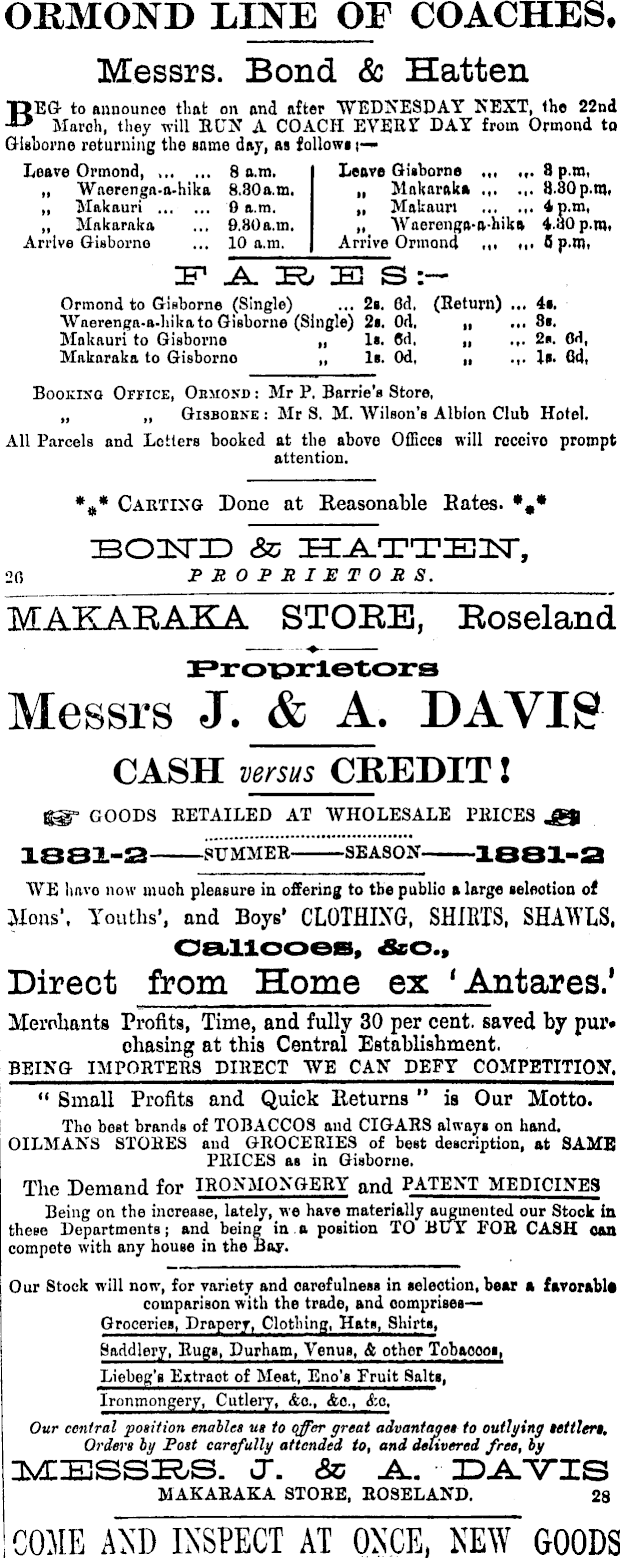 ORMOND LINE OF COACHES.
Messrs. Bond & Hatten
BEG to announce that on and after WEDNESDAY NEXT, the 22nd
March, they will RUN A COACH EVERY DAY from Ormond to
Gisborne returning the same day, as follows:—
Leave Ormond, ... ... 8 a.m.
„ Waerenga-a-hika 8.30a.m.
„ Makauri ... ... 9 a.m.
„ Makaraka ... 9.30a.m.
Arrive Gisborne ... 10 a.m.
Leave Gisborne ... ... 3 p.m.
„ Makaraka ... ... 3.30 p.m.
„ Makauri ... ... 4 p.m.
„ Waerenga-a-hika 4.30 p.m.
Arrive Ormond ... ... 5 p.m.
FARES:—
Ormond to Gisborne (Single) ... 2s. 6d. (Return) ... 4s.
Waerenga-a-hika to Gisborne (Single) 2s. 0d. „ ... 3s.
Makauri to Gisborne „ 1s. 6d. „ ... 2s. 6d.
Makaraka to Gisborne „ 1s. 0d. „ ... 1s. 6d.
BOOKING OFFICE, ORMOND: Mr P. Barrie's Store,
„ „ GISBORNE: Mr S. M. Wilson's Albion Club Hotel.
All Parcels and Letters booked at the above Offices will receive prompt
attention.
*** CARTING Done at Reasonable Rates. ***
BOND & HATTEN,
26 PROPRIETORS.
MAKARAKA STORE, Roseland
Proprietors
Messrs J. & A. DAVIS
CASH versus CREDIT!
☞ GOODS RETAILED AT WHOLESALE PRICES ☜
1881-2——SUMMER——SEASON——1881-2
WE have now much pleasure in offering to the public a large selection of
Mens', Youths', and Boys' CLOTHING, SHIRTS, SHAWLS,
Calicoes, &c.,
Direct from Home ex 'Antares.'
Merchants Profits, Time, and fully 30 per cent. saved by pur-
chasing at this Central Establishment.
BEING IMPORTERS DIRECT WE CAN DEFY COMPETITION.
"Small Profits and Quick Returns" is Our Motto.
The best brands of TOBACCOS and CIGARS always on hand.
OILMANS STORES and GROCERIES of best description, at SAME
PRICES as in Gisborne.
The Demand for IRONMONGERY and PATENT MEDICINES
Being on the increase, lately, we have materially augmented our Stock in
these Departments; and being in a position TO BUY FOR CASH can
compete with any house in the Bay.
Our Stock will now, for variety and carefulness in selection, bear a favorable
comparison with the trade, and comprises—
Groceries, Drapery, Clothing, Hats, Shirts,
Saddlery, Rugs, Durham, Venus, & other Tobaccos,
Liebeg's Extract of Meat, Eno's Fruit Salts,
Ironmongery, Cutlery, &c., &c., &c,
Our central position enables us to offer great advantages to outlying settlers.
Orders by Post carefully attended to, and delivered free, by
MESSRS. J. & A. DAVIS
MAKARAKA STORE, ROSELAND. 28
COME AND INSPECT AT ONCE, NEW GOODS